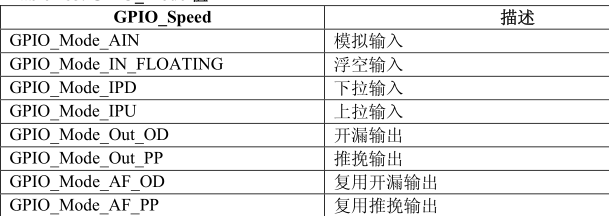 GPIO_Speed 描述
GPIO_Mode_AIN 模拟输入
GPIO_Mode_IN_FLOATING 浮空输入
GPIO_Mode_IPD 下拉输入
GPIO_Mode_IPU 上拉输入
GPIO_Mode_Out_OD 开漏输出
GPIO_Mode_Out_PP 推挽输出
GPIO_Mode_AF_OD 复用开漏输出
GPIO_Mode_AF_PP 复用推挽输出